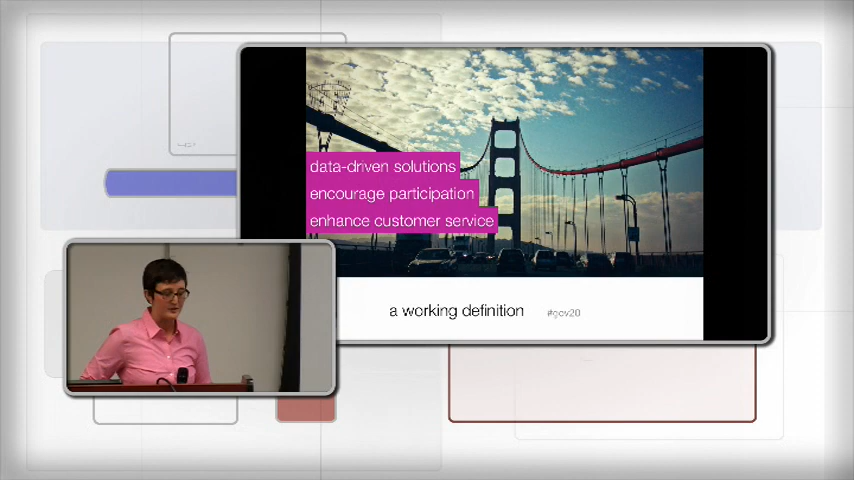 data-driven solutions
encourage participation
enhance customer service
a working definition #gov20